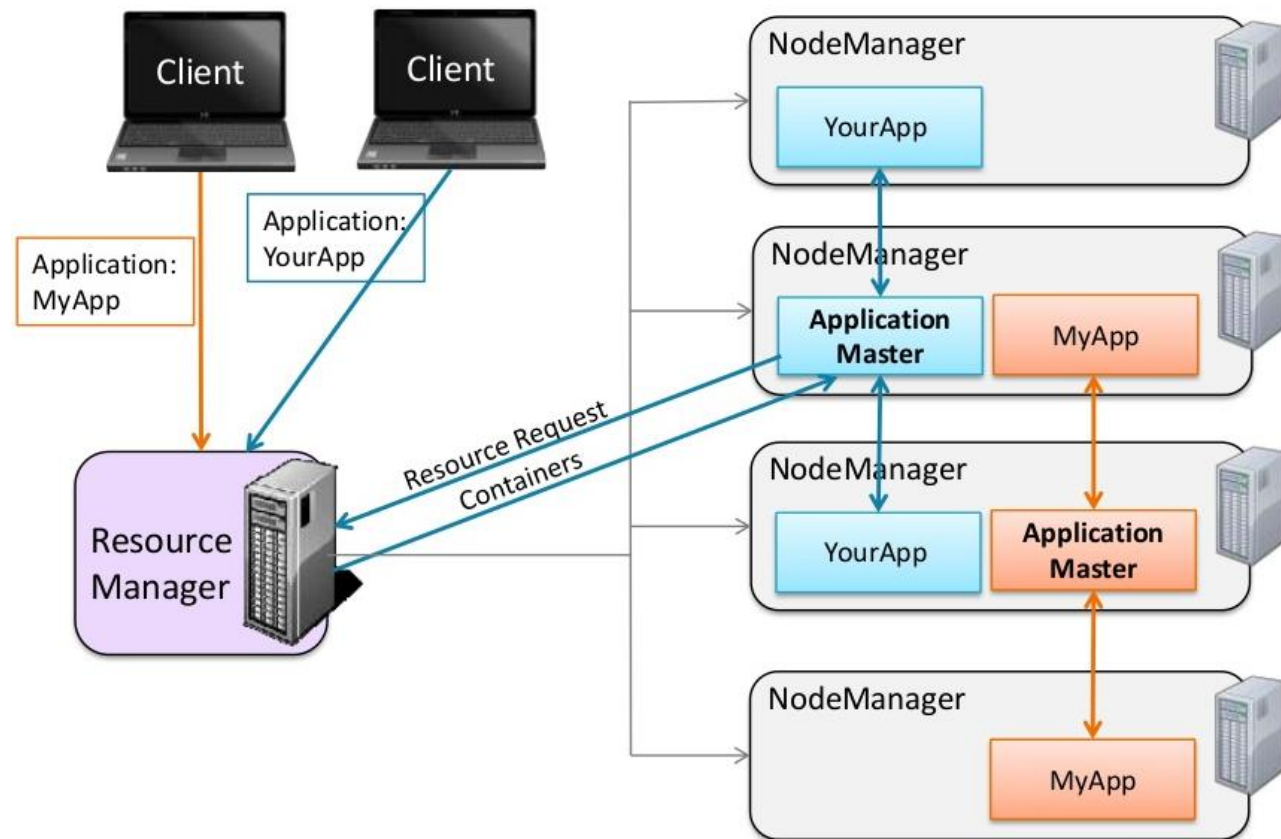 Client
Client
Application:
MyApp
Application:
YourApp
Resource
Manager
Resource Request
Containers
NodeManager
YourApp
NodeManager
Application
Master
MyApp
NodeManager
YourApp
Application
Master
NodeManager
MyApp